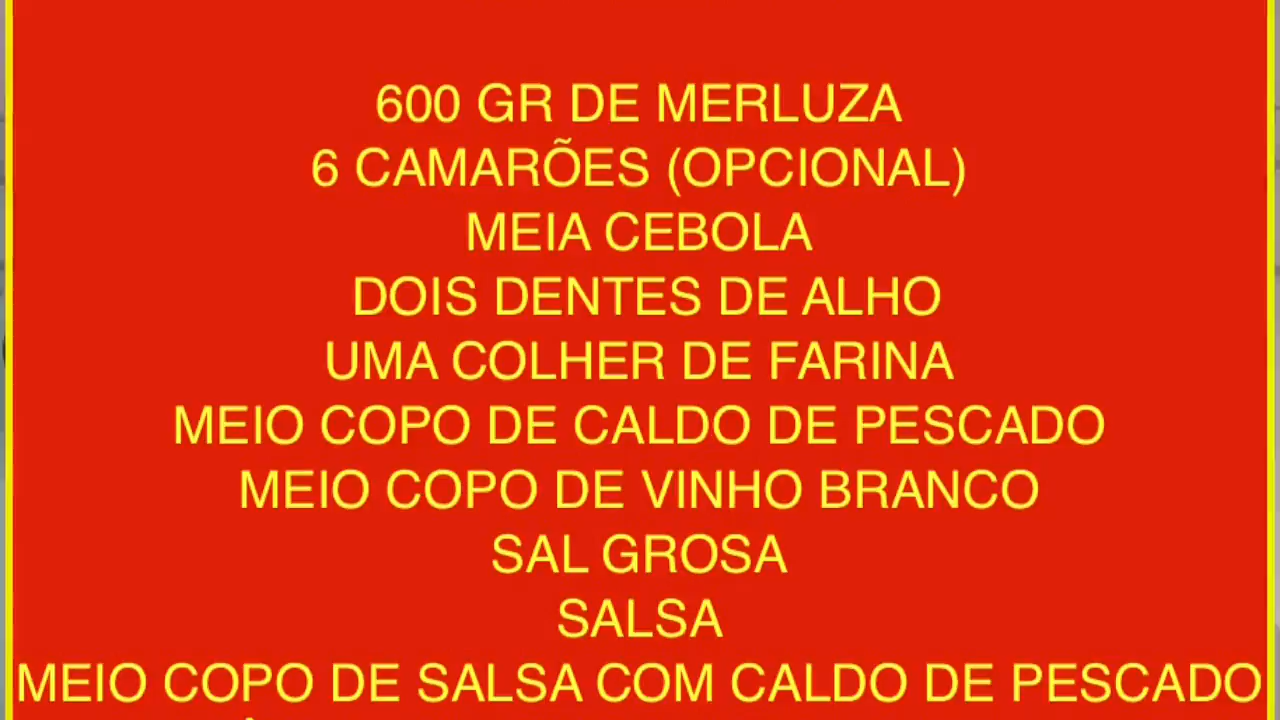 600 GR DE MERLUZA
6 CAMARÕES (OPCIONAL)
MEIA CEBOLA
DOIS DENTES DE ALHO
UMA COLHER DE FARINA
MEIO COPO DE CALDO DE PESCADO
MEIO COPO DE VINHO BRANCO
SAL GROSA
SALSA
MEIO COPO DE SALSA COM CALDO DE PESCADO